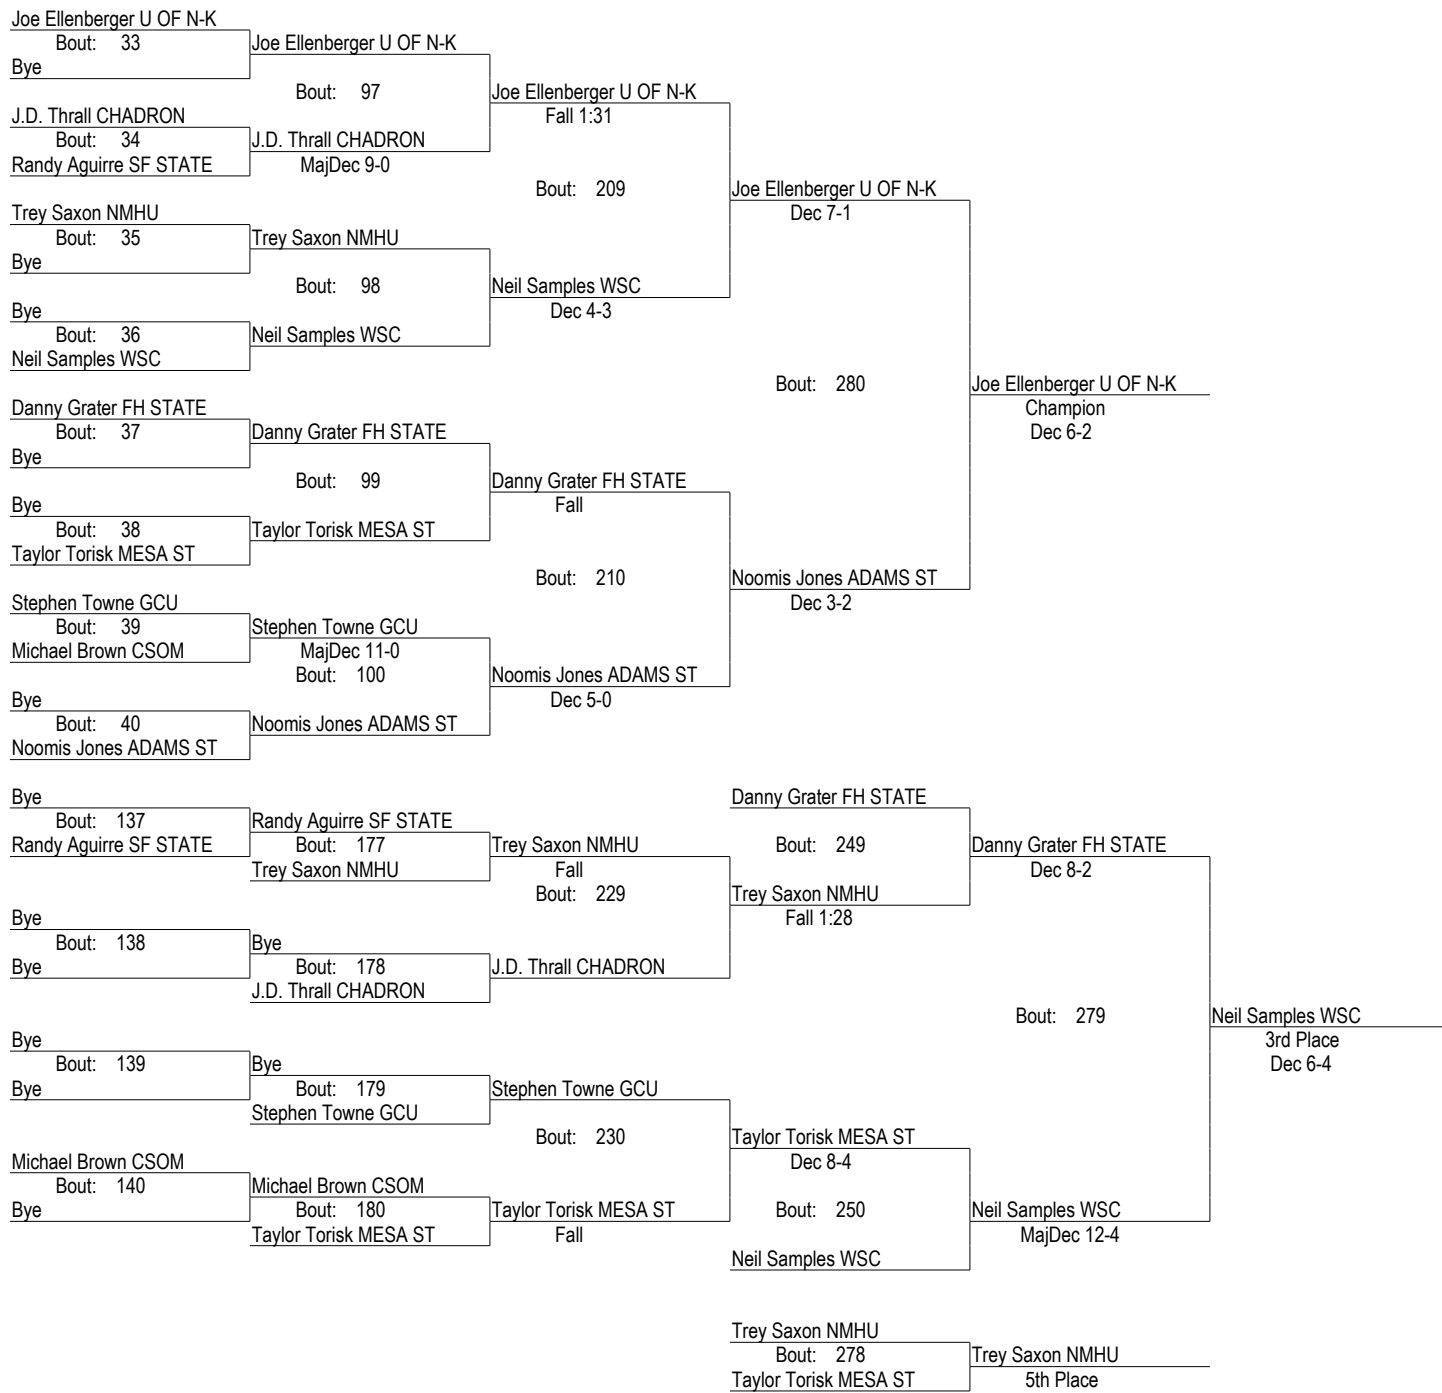 Joe Ellenberger U OF N-K
Bout: 33
Joe Ellenberger U OF N-K
Bye
Bout: 97
Joe Ellenberger U OF N-K
Fall 1:31
J.D. Thrall CHADRON
Bout: 34
J.D. Thrall CHADRON
MajDec 9-0
Randy Aguirre SF STATE
Bout: 209
Joe Ellenberger U OF N-K
Dec 7-1
Trey Saxon NMHU
Bout: 35
Trey Saxon NMHU
Bye
Bout: 98
Neil Samples WSC
Dec 4-3
Bye
Bout: 36
Neil Samples WSC
Neil Samples WSC
Bout: 280
Joe Ellenberger U OF N-K
Champion
Dec 6-2
Danny Grater FH STATE
Bout: 37
Danny Grater FH STATE
Bye
Bout: 99
Danny Grater FH STATE
Fall
Bye
Bout: 38
Taylor Torisk MESA ST
Taylor Torisk MESA ST
Bout: 210
Noomis Jones ADAMS ST
Dec 3-2
Stephen Towne GCU
Bout: 39
Stephen Towne GCU
MajDec 11-0
Michael Brown CSOM
Bout: 100
Noomis Jones ADAMS ST
Dec 5-0
Bye
Bout: 40
Noomis Jones ADAMS ST
Noomis Jones ADAMS ST
Bye
Bout: 137
Randy Aguirre SF STATE
Randy Aguirre SF STATE
Bout: 177
Trey Saxon NMHU
Trey Saxon NMHU
Fall
Bout: 229
Danny Grater FH STATE
Bout: 249
Danny Grater FH STATE
Dec 8-2
Trey Saxon NMHU
Fall 1:28
Bye
Bout: 138
Bye
Bye
Bout: 178
J.D. Thrall CHADRON
J.D. Thrall CHADRON
Bout: 279
Neil Samples WSC
3rd Place
Dec 6-4
Bye
Bout: 139
Bye
Bye
Bout: 179
Stephen Towne GCU
Stephen Towne GCU
Bout: 230
Taylor Torisk MESA ST
Dec 8-4
Michael Brown CSOM
Bout: 140
Michael Brown CSOM
Bye
Bout: 180
Taylor Torisk MESA ST
Taylor Torisk MESA ST
Fall
Bout: 250
Neil Samples WSC
MajDec 12-4
Neil Samples WSC
Trey Saxon NMHU
Bout: 278
Trey Saxon NMHU
Taylor Torisk MESA ST
5th Place